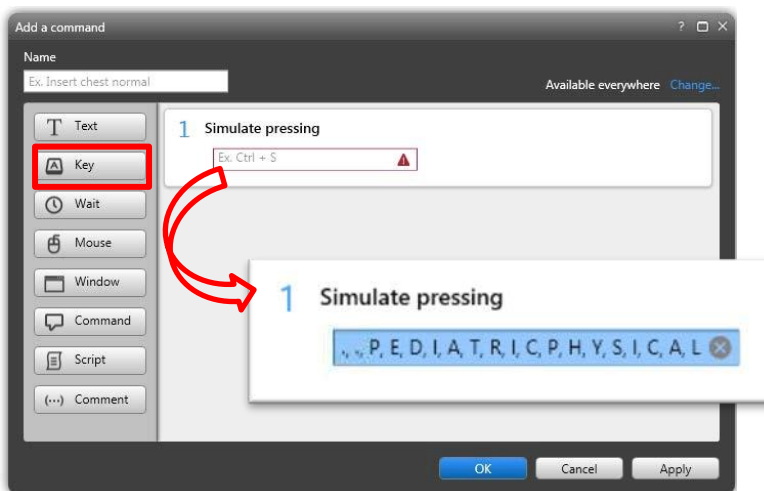 Add a command
?
Name
Ex. Insert chest normal
Available everywhere Change...
T Text
1 Simulate pressing
A Key
Ex. Ctrl + S
Wait
Mouse
Window
1 Simulate pressing
Command
., ., P, E, D, I, A, T, R, I, C, P, H, Y, S, I, C, A, L
Script
(...) Comment
OK Cancel Apply